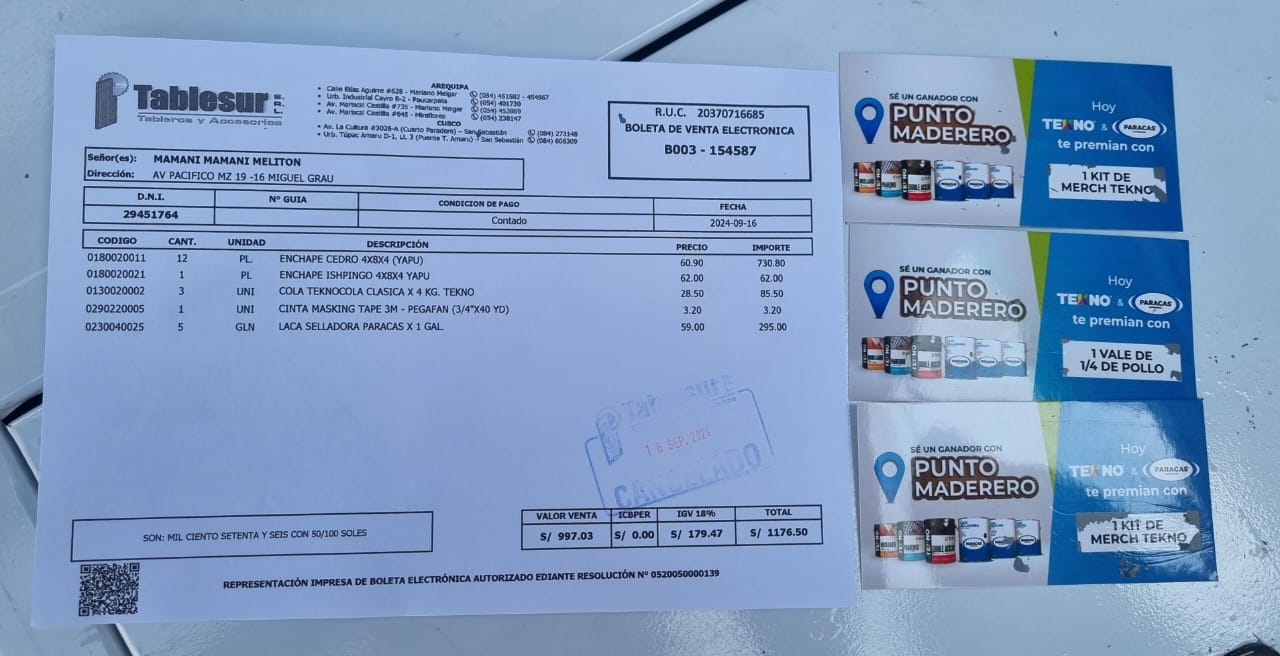 Tablesur S.R.L.
Tableros y Accesorios
AREQUIPA
• Calle Elías Aguirre #628 - Mariano Melgar (054) 451582 - 454967
• Urb. Industrial Cayro B-2 - Paucarpata (054) 401730
• Av. Mariscal Castilla #735 - Mariano Melgar (054) 453869
• Av. Mariscal Castilla #645 - Miraflores (054) 238147
CUSCO
• Av. La Cultura #3026-A (Cuarto Paradero) - San Sebastián (084) 273148
• Urb. Túpac Amaru D-1, Lt. 3 (Puente T. Amaru) - San Sebastián (084) 606309
R.U.C. 20370716685
BOLETA DE VENTA ELECTRONICA
B003 - 154587
Señor(es): MAMANI MAMANI MELITON
Dirección: AV PACIFICO MZ 19 -16 MIGUEL GRAU
D.N.I. N° GUIA CONDICION DE PAGO FECHA
29451764 Contado 2024-09-16
CODIGO CANT. UNIDAD DESCRIPCIÓN PRECIO IMPORTE
0180020011 12 PL. ENCHAPE CEDRO 4X8X4 (YAPU) 60.90 730.80
0180020021 1 PL ENCHAPE ISHPINGO 4X8X4 YAPU 62.00 62.00
0130020002 3 UNI COLA TEKNOCOLA CLASICA X 4 KG. TEKNO 28.50 85.50
0290220005 1 UNI CINTA MASKING TAPE 3M - PEGAFAN (3/4"X40 YD) 3.20 3.20
0230040025 5 GLN LACA SELLADORA PARACAS X 1 GAL. 59.00 295.00
Tablesur
16 SEP. 2024
CANCELADO
VALOR VENTA ICBPER IGV 18% TOTAL
S/ 997.03 S/ 0.00 S/ 179.47 S/ 1176.50
SON: MIL CIENTO SETENTA Y SEIS CON 50/100 SOLES
REPRESENTACIÓN IMPRESA DE BOLETA ELECTRÓNICA AUTORIZADO EDIANTE RESOLUCIÓN N° 0520050000139
SÉ UN GANADOR CON
PUNTO
MADERERO
Hoy
TEKNO & PARACAS
te premian con
1 KIT DE
MERCH TEKNO
SÉ UN GANADOR CON
PUNTO
MADERERO
Hoy
TEKNO & PARACAS
te premian con
1 VALE DE
1/4 DE POLLO
SÉ UN GANADOR CON
PUNTO
MADERERO
Hoy
TEKNO & PARACAS
te premian con
1 KIT DE
MERCH TEKNO